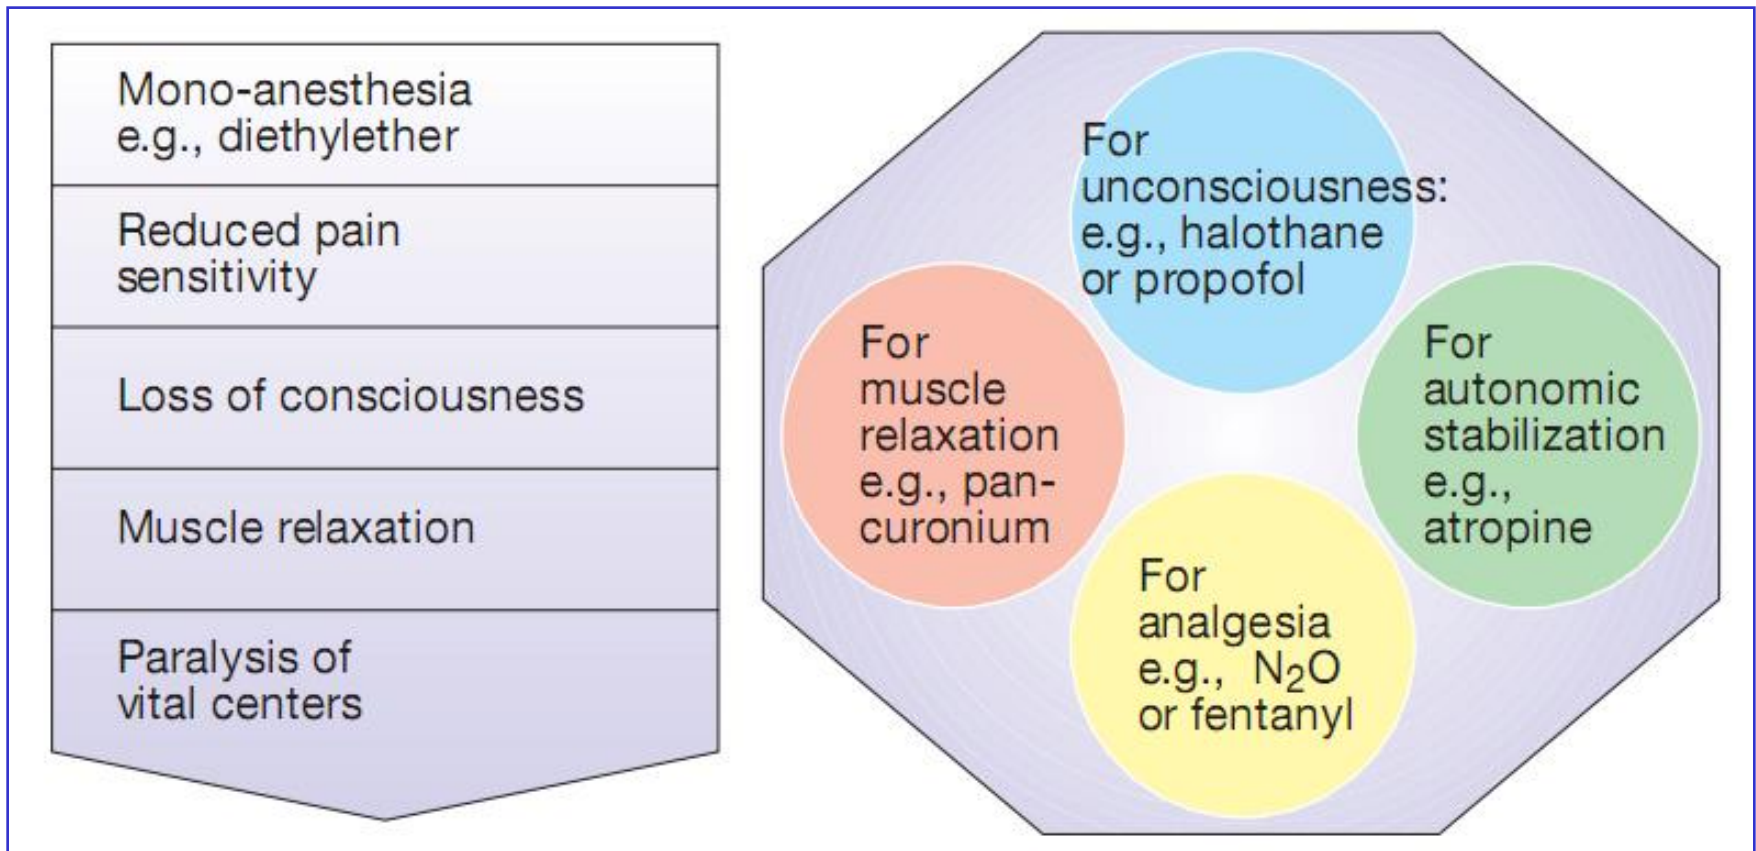 Mono-anesthesia
e.g., diethylether
Reduced pain
sensitivity
Loss of consciousness
Muscle relaxation
Paralysis of
vital centers
For
unconsciousness:
e.g., halothane
or propofol
For
muscle
relaxation
e.g., pan-
curonium
For
autonomic
stabilization
e.g.,
atropine
For
analgesia
e.g., N₂O
or fentanyl